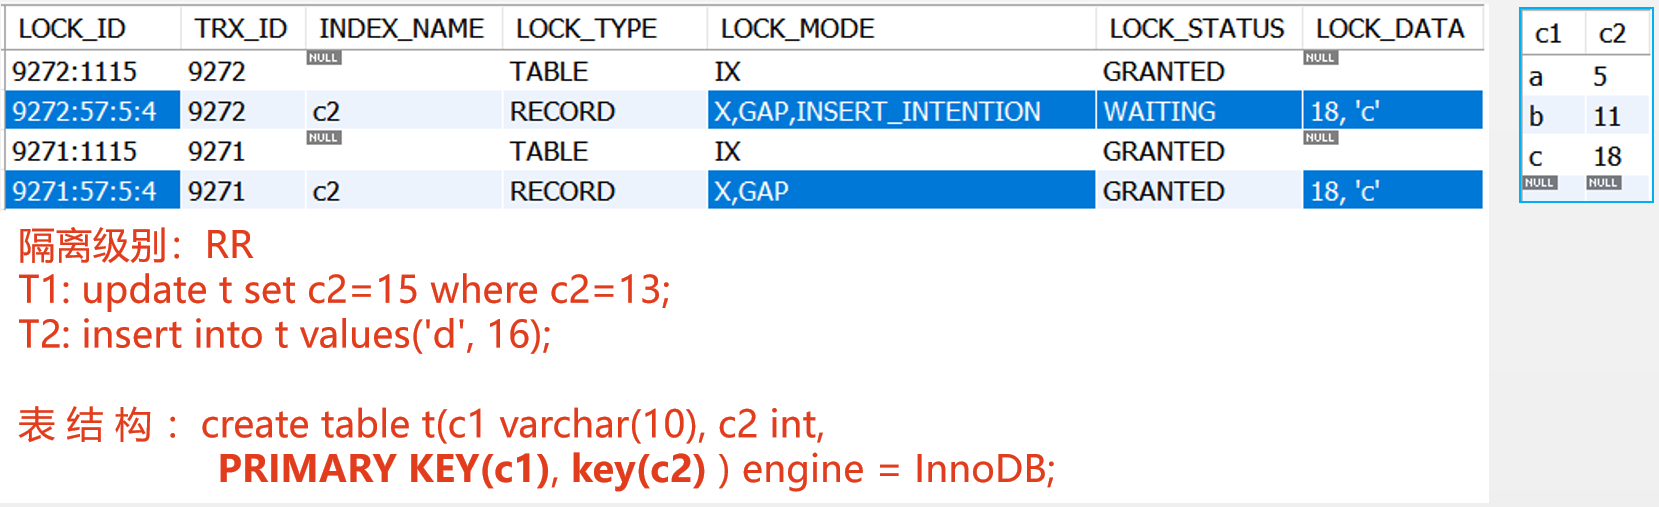 LOCK_ID TRX_ID INDEX_NAME LOCK_TYPE LOCK_MODE LOCK_STATUS LOCK_DATA
9272:1115 9272 NULL TABLE IX GRANTED NULL
9272:57:5:4 9272 c2 RECORD X,GAP,INSERT_INTENTION WAITING 18, 'c'
9271:1115 9271 NULL TABLE IX GRANTED NULL
9271:57:5:4 9271 c2 RECORD X,GAP GRANTED 18, 'c'
c1 c2
a 5
b 11
c 18
NULL NULL
隔离级别：RR
T1: update t set c2=15 where c2=13;
T2: insert into t values('d', 16);
表 结 构 ：create table t(c1 varchar(10), c2 int,
PRIMARY KEY(c1), key(c2) ) engine = InnoDB;